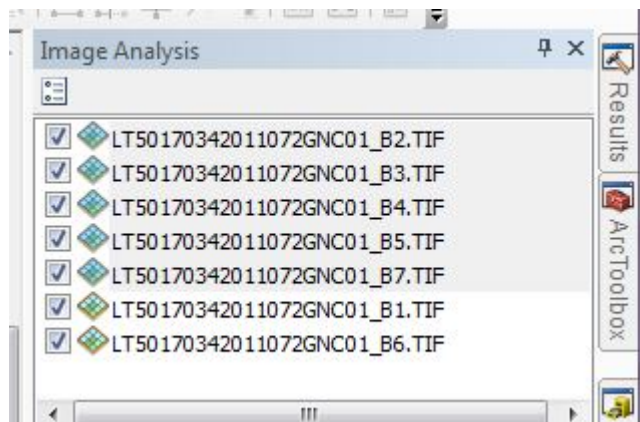 Image Analysis
LT50170342011072GNC01_B2.TIF
LT50170342011072GNC01_B3.TIF
LT50170342011072GNC01_B4.TIF
LT50170342011072GNC01_B5.TIF
LT50170342011072GNC01_B7.TIF
LT50170342011072GNC01_B1.TIF
LT50170342011072GNC01_B6.TIF
Results
ArcToolbox